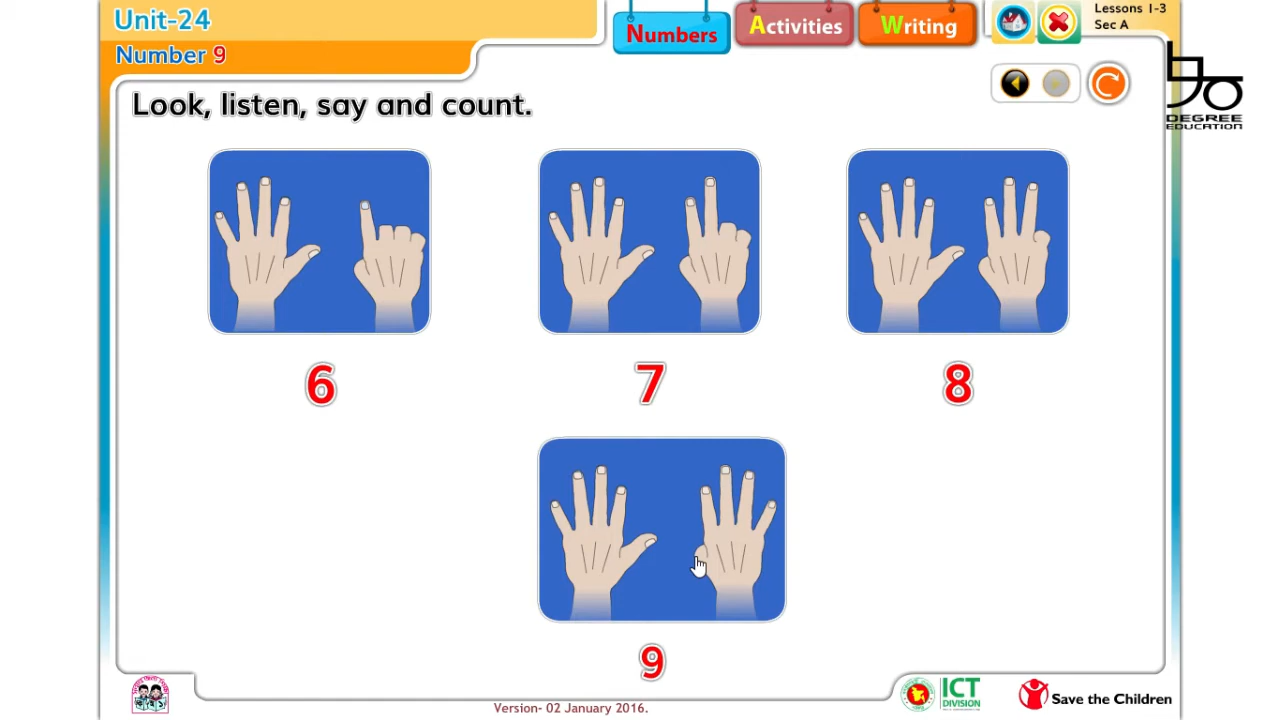 Unit-24
Number 9
Numbers
Activities
Writing
Lessons 1-3
Sec A
DEGREE
EDUCATION
Look, listen, say and count.
6
7
8
9
Version- 02 January 2016.
ICT
DIVISION
Save the Children